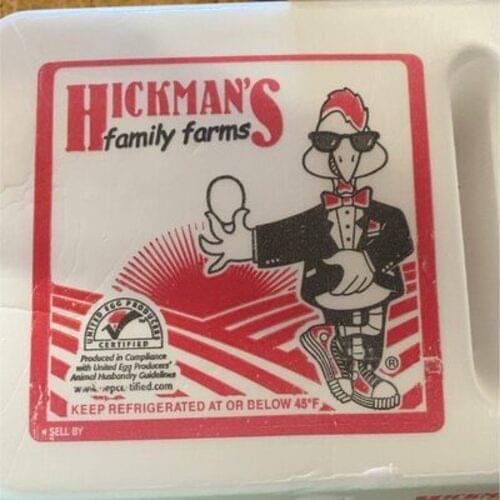 HICKMAN'S
family farms
UNITED EGG PRODUCERS
CERTIFIED
Produced in Compliance
with United Egg Producers'
Animal Husbandry Guidelines
KEEP REFRIGERATED AT OR BELOW 45°F
®
SELL BY